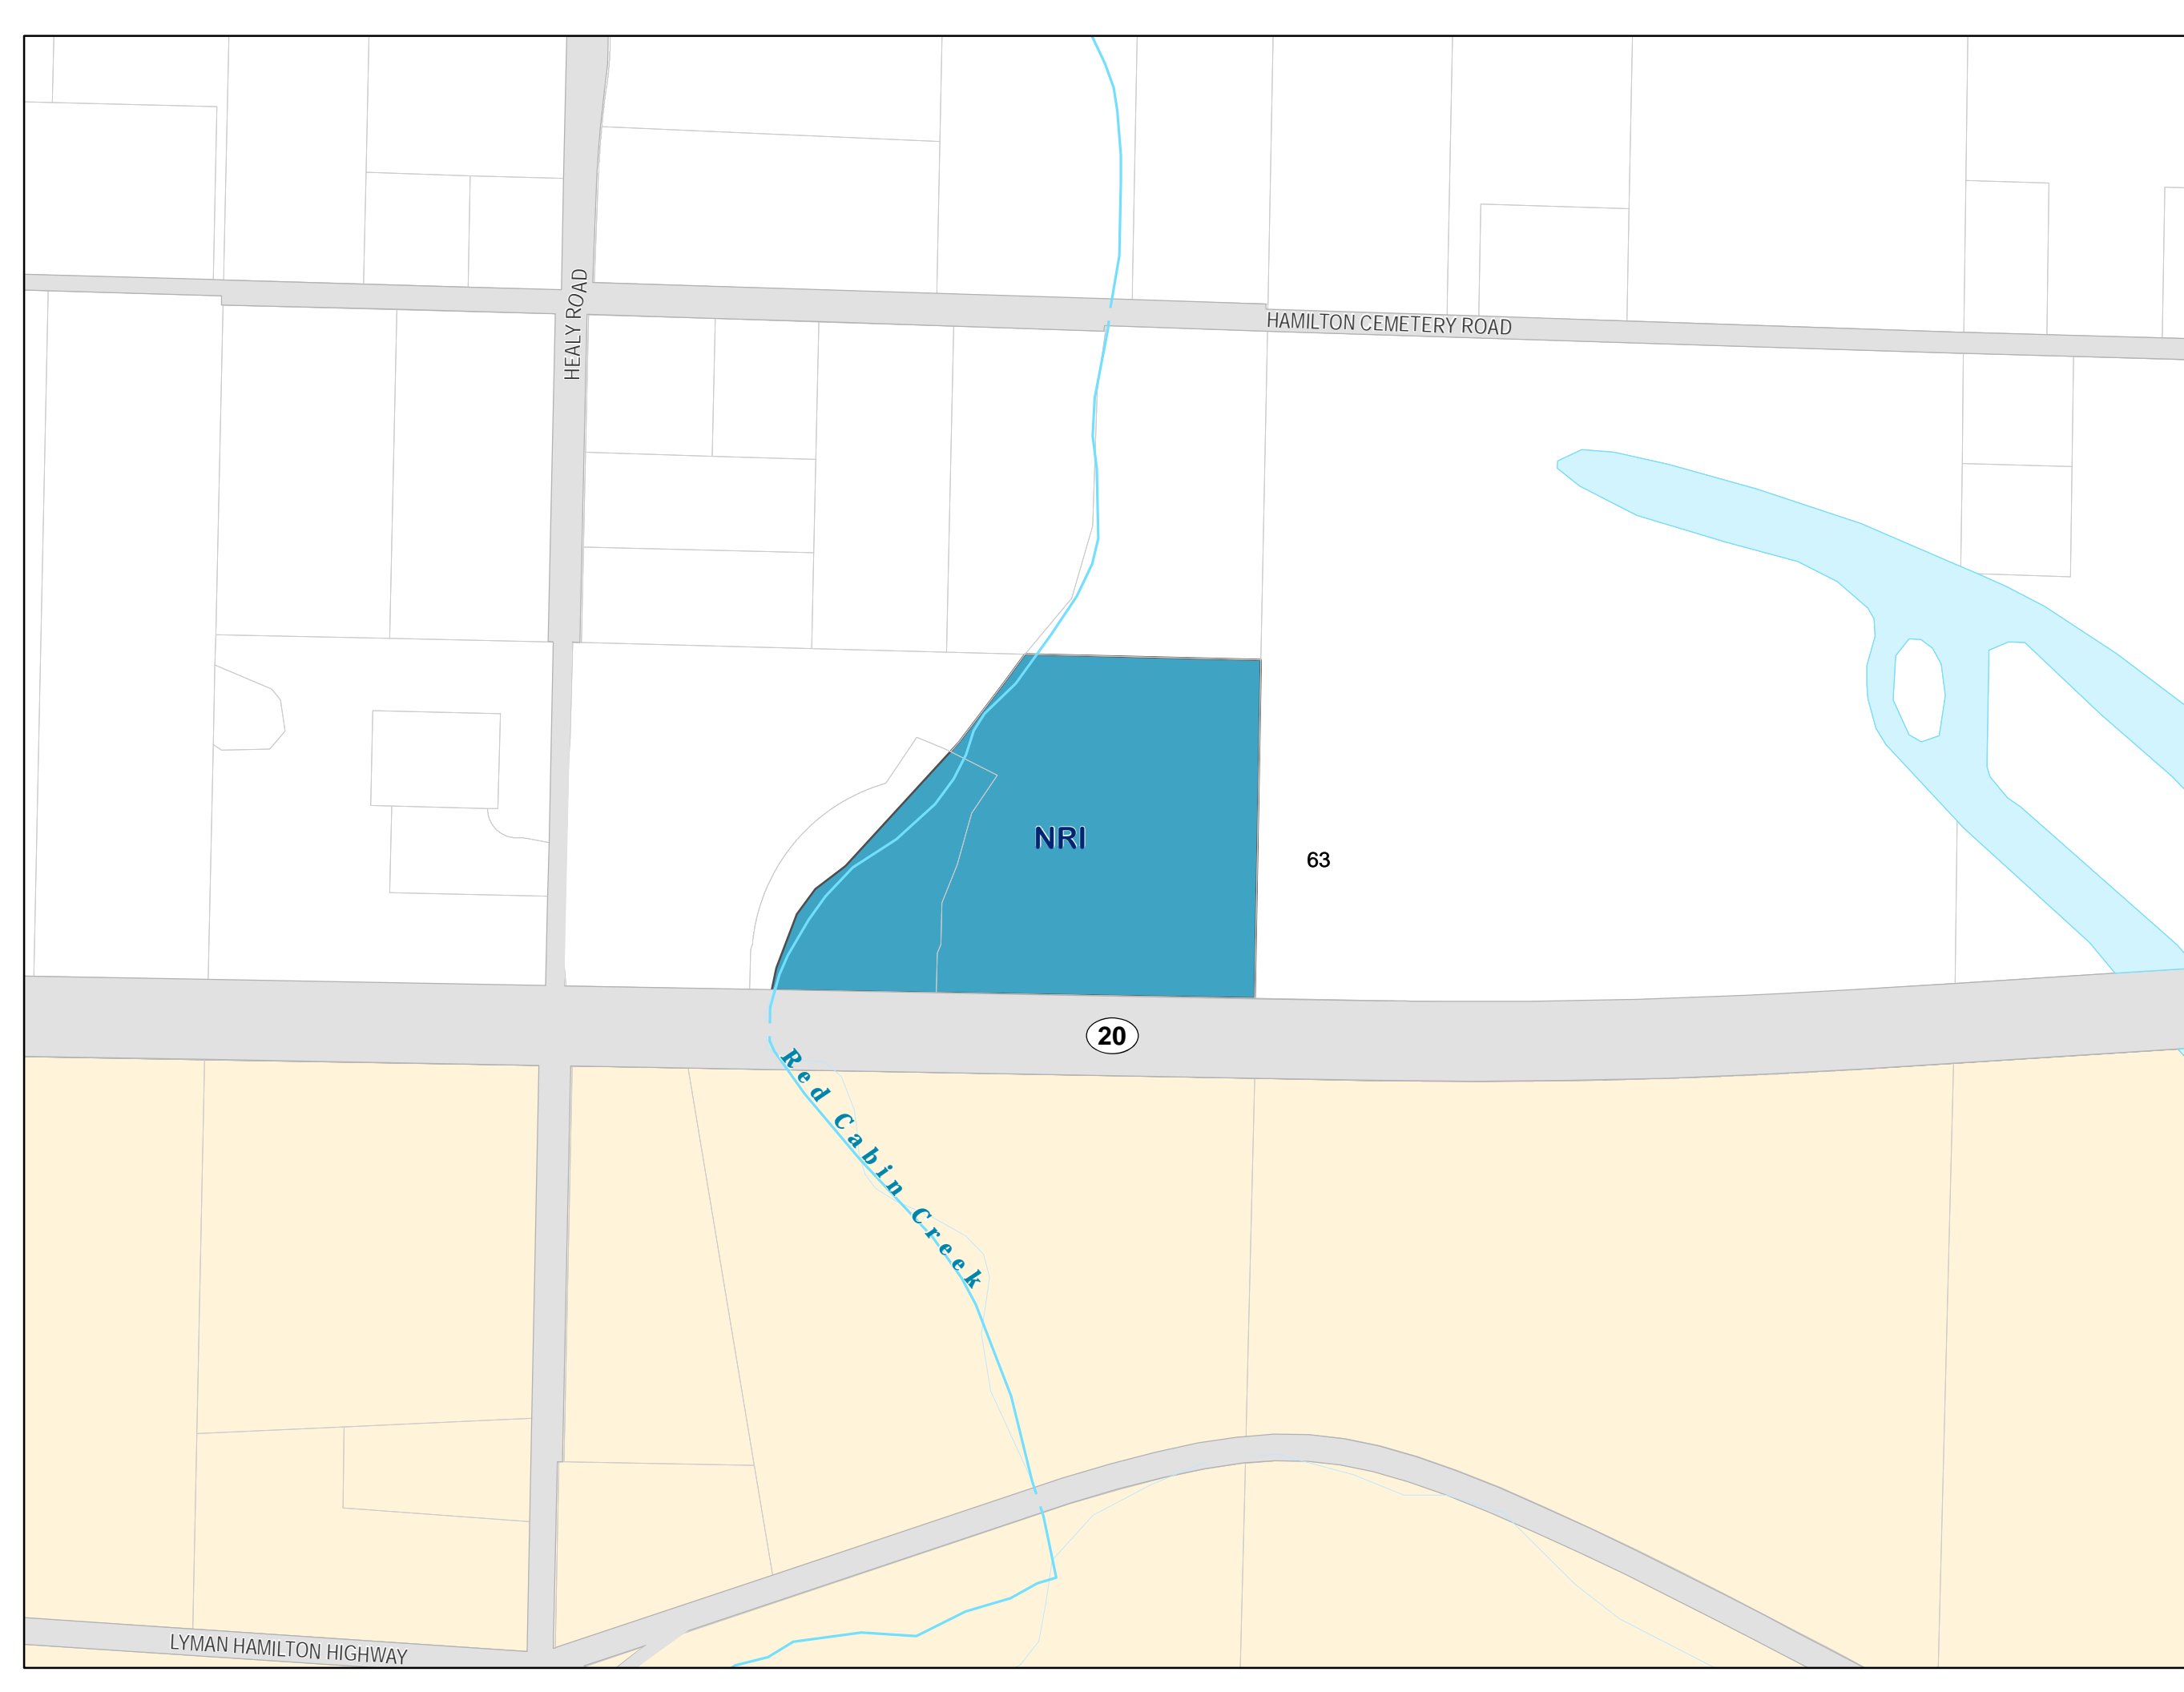 HEALY ROAD
HAMILTON CEMETERY ROAD
NRI
63
20
Red Cabin Creek
LYMAN HAMILTON HIGHWAY